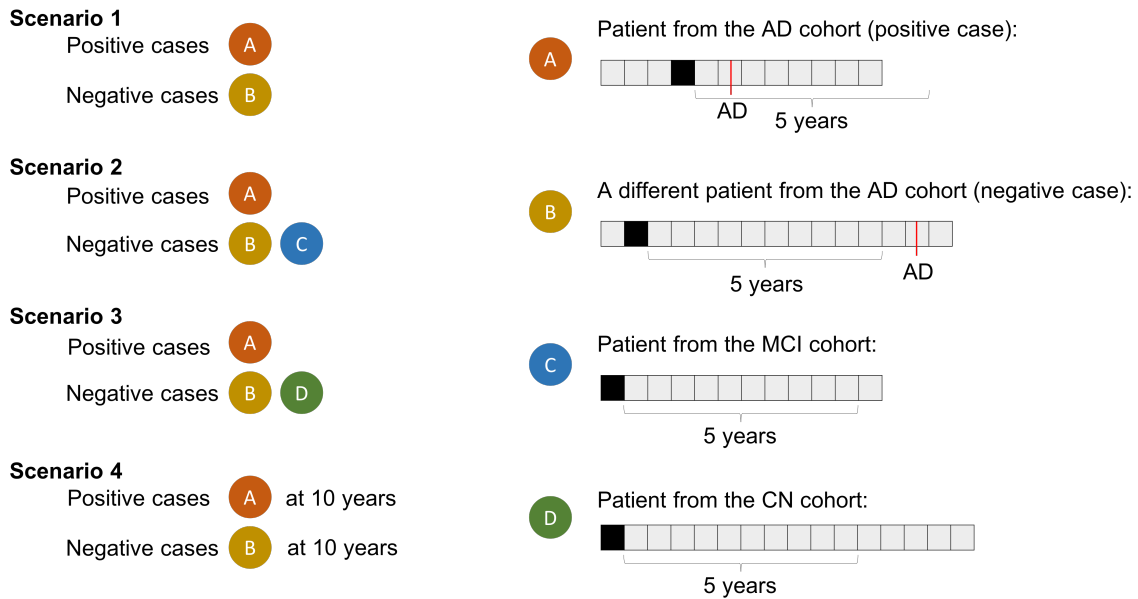 Scenario 1
Positive cases A
Negative cases B
Scenario 2
Positive cases A
Negative cases B C
Scenario 3
Positive cases A
Negative cases B D
Scenario 4
Positive cases A at 10 years
Negative cases B at 10 years
Patient from the AD cohort (positive case):
A
AD
5 years
A different patient from the AD cohort (negative case):
B
AD
5 years
Patient from the MCI cohort:
C
5 years
Patient from the CN cohort:
D
5 years